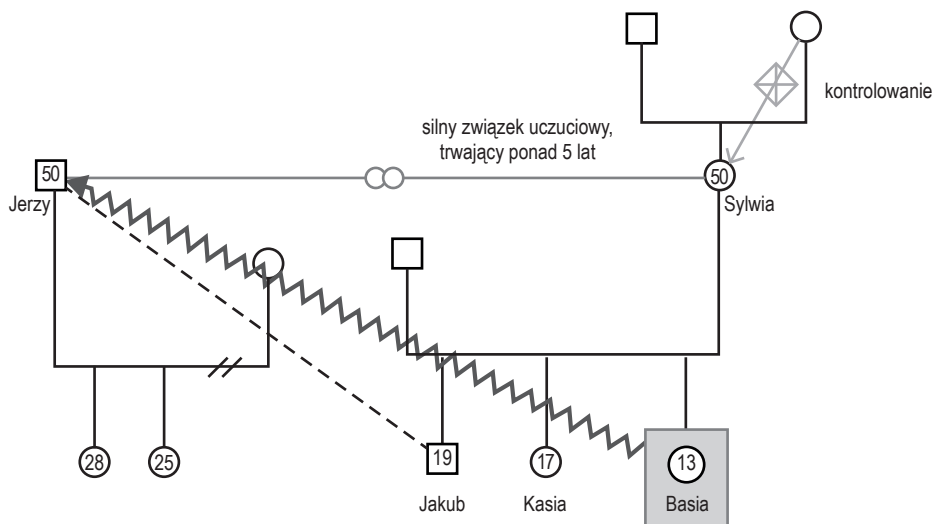 kontrolowanie
silny związek uczuciowy,
trwający ponad 5 lat
50
50
Jerzy
Sylwia
28
25
19
17
13
Jakub
Kasia
Basia